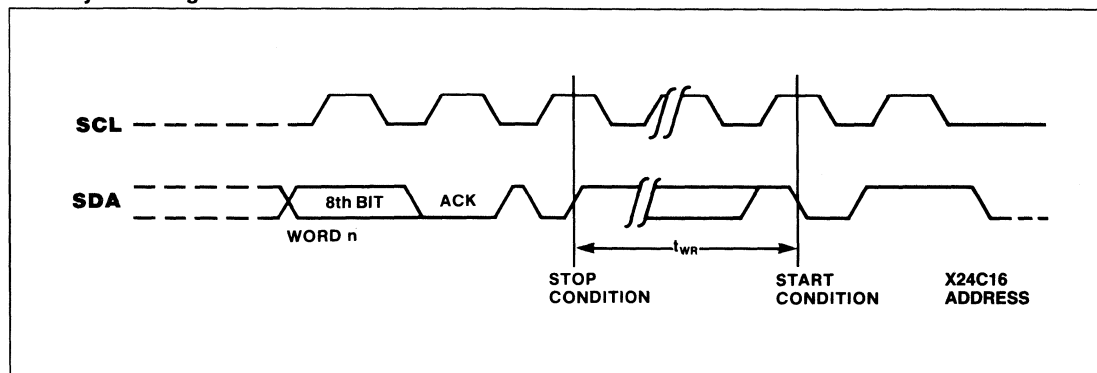 SCL
SDA
8th BIT
ACK
WORD n
tWR
STOP
CONDITION
START
CONDITION
X24C16
ADDRESS